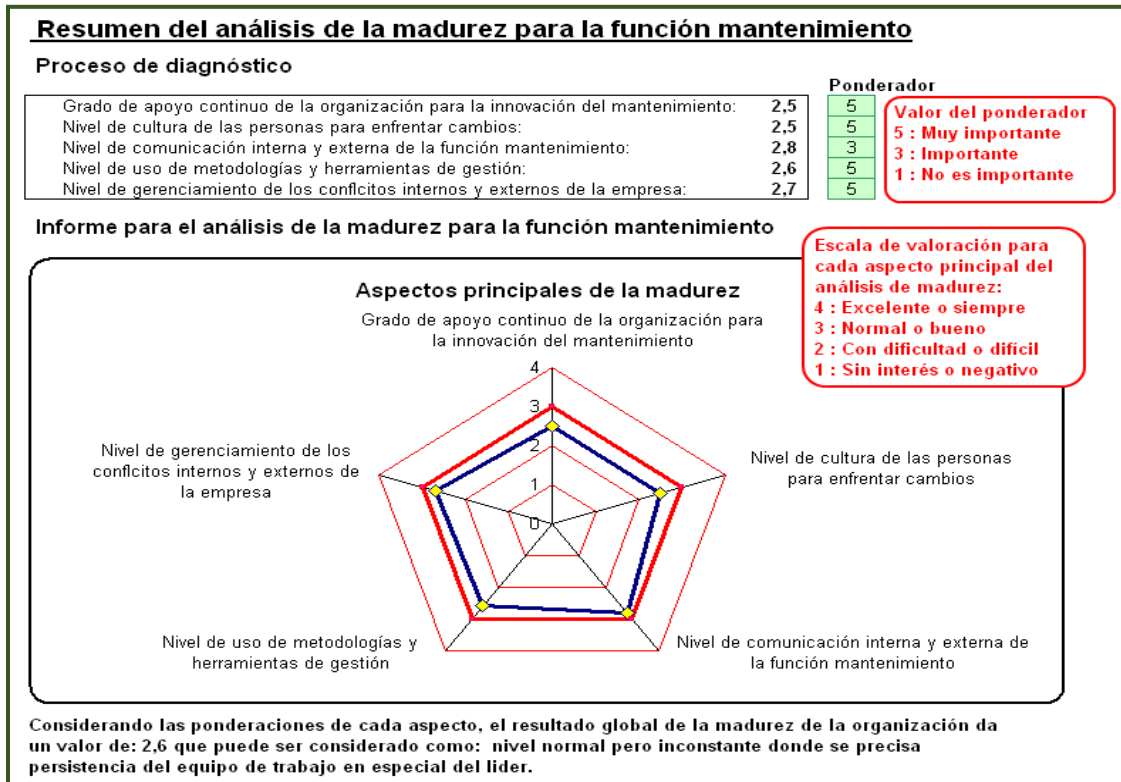 Resumen del análisis de la madurez para la función mantenimiento
Proceso de diagnóstico
Ponderador
Grado de apoyo continuo de la organización para la innovación del mantenimiento: 2,5 5
Nivel de cultura de las personas para enfrentar cambios: 2,5 5
Nivel de comunicación interna y externa de la función mantenimiento: 2,8 3
Nivel de uso de metodologías y herramientas de gestión: 2,6 5
Nivel de gerenciamiento de los conflcitos internos y externos de la empresa: 2,7 5
Valor del ponderador
5 : Muy importante
3 : Importante
1 : No es importante
Informe para el análisis de la madurez para la función mantenimiento
Escala de valoración para
cada aspecto principal del
análisis de madurez:
4 : Excelente o siempre
3 : Normal o bueno
2 : Con dificultad o difícil
1 : Sin interés o negativo
Aspectos principales de la madurez
Grado de apoyo continuo de la organización para
la innovación del mantenimiento
4
3
2
1
0
Nivel de gerenciamiento de los
conflcitos internos y externos de
la empresa
Nivel de cultura de las personas
para enfrentar cambios
Nivel de uso de metodologías y
herramientas de gestión
Nivel de comunicación interna y externa de
la función mantenimiento
Considerando las ponderaciones de cada aspecto, el resultado global de la madurez de la organización da
un valor de: 2,6 que puede ser considerado como: nivel normal pero inconstante donde se precisa
persistencia del equipo de trabajo en especial del lider.